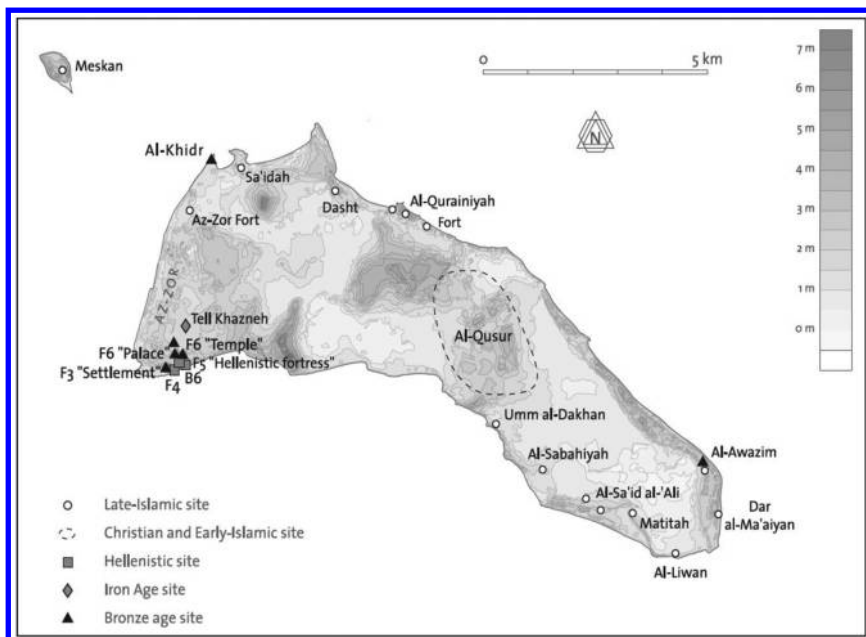 Meskan
0
5 km
7 m
6 m
5 m
4 m
3 m
2 m
1 m
0 m
N
Al-Khidr
Sa'idah
Az-Zor Fort
Dasht
Al-Qurainiyah
Fort
AZ-ZOR
Tell Khazneh
F6 "Palace"
F6 "Temple"
F3 "Settlement"
F5 "Hellenistic fortress"
F4
B6
Al-Qusur
Umm al-Dakhan
Al-Sabahiyah
Al-Awazim
Al-Sa'id al-'Ali
Matitah
Dar
al-Ma'aiyan
Al-Liwan
Late-Islamic site
Christian and Early-Islamic site
Hellenistic site
Iron Age site
Bronze age site